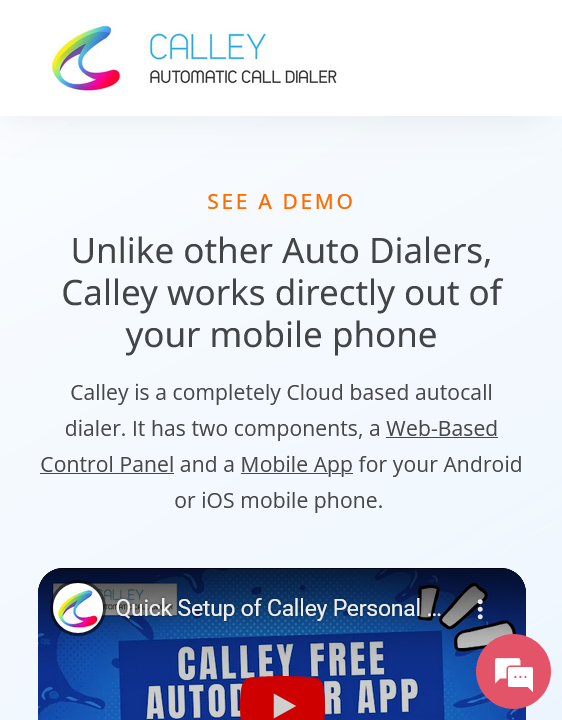 CALLEY
AUTOMATIC CALL DIALER
SEE A DEMO
Unlike other Auto Dialers,
Calley works directly out of
your mobile phone
Calley is a completely Cloud based autocall
dialer. It has two components, a Web-Based
Control Panel and a Mobile App for your Android
or iOS mobile phone.
Quick Setup of Calley Personal ...
CALLEY FREE
APP